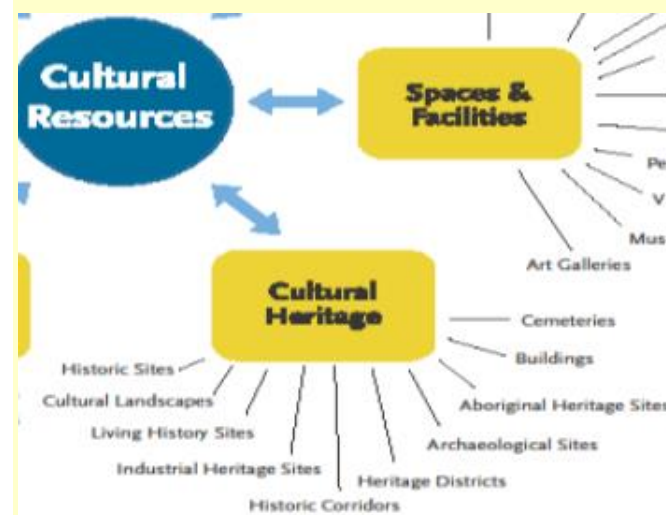 Cultural
Resources
Spaces &
Facilities
Art Galleries
Cultural
Heritage
Cemeteries
Buildings
Aboriginal Heritage Sites
Archaeological Sites
Heritage Districts
Historic Corridors
Industrial Heritage Sites
Living History Sites
Cultural Landscapes
Historic Sites